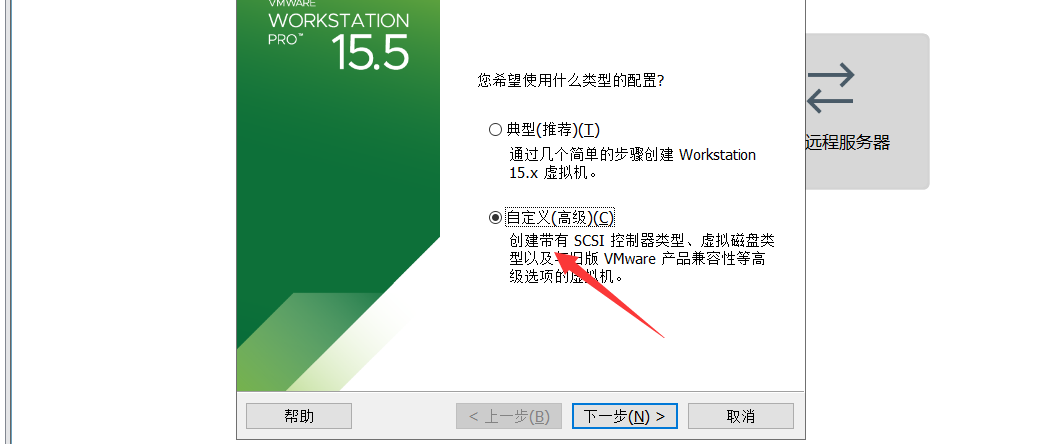 VMWARE
WORKSTATION
PRO™
15.5
您希望使用什么类型的配置?
典型(推荐)(T)
通过几个简单的步骤创建 Workstation
15.x 虚拟机。
自定义(高级)(C)
创建带有 SCSI 控制器类型、虚拟磁盘类
型以及与旧版 VMware 产品兼容性等高
级选项的虚拟机。
远程服务器
帮助
< 上一步(B)
下一步(N) >
取消